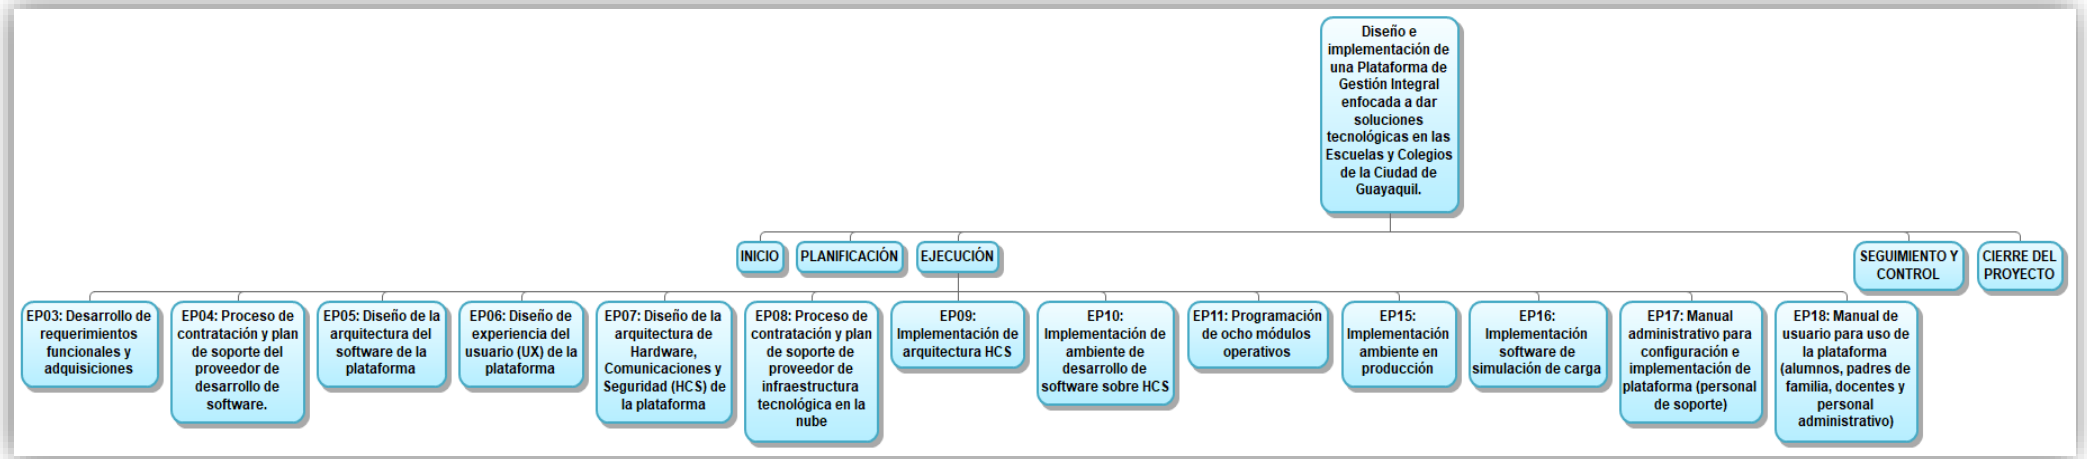 Diseño e
implementación de
una Plataforma de
Gestión Integral
enfocada a dar
soluciones
tecnológicas en las
Escuelas y Colegios
de la Ciudad de
Guayaquil.
INICIO
PLANIFICACIÓN
EJECUCIÓN
SEGUIMIENTO Y
CONTROL
CIERRE DEL
PROYECTO
EP03: Desarrollo de
requerimientos
funcionales y
adquisiciones
EP04: Proceso de
contratación y plan
de soporte del
proveedor de
desarrollo de
software.
EP05: Diseño de la
arquitectura del
software de la
plataforma
EP06: Diseño de
experiencia del
usuario (UX) de la
plataforma
EP07: Diseño de la
arquitectura de
Hardware,
Comunicaciones y
Seguridad (HCS) de
la plataforma
EP08: Proceso de
contratación y plan
de soporte de
proveedor de
infraestructura
tecnológica en la
nube
EP09:
Implementación de
arquitectura HCS
EP10:
Implementación de
ambiente de
desarrollo de
software sobre HCS
EP11: Programación
de ocho módulos
operativos
EP15:
Implementación
ambiente en
producción
EP16:
Implementación
software de
simulación de carga
EP17: Manual
administrativo para
configuración e
implementación de
plataforma (personal
de soporte)
EP18: Manual de
usuario para uso de
la plataforma
(alumnos, padres de
familia, docentes y
personal
administrativo)